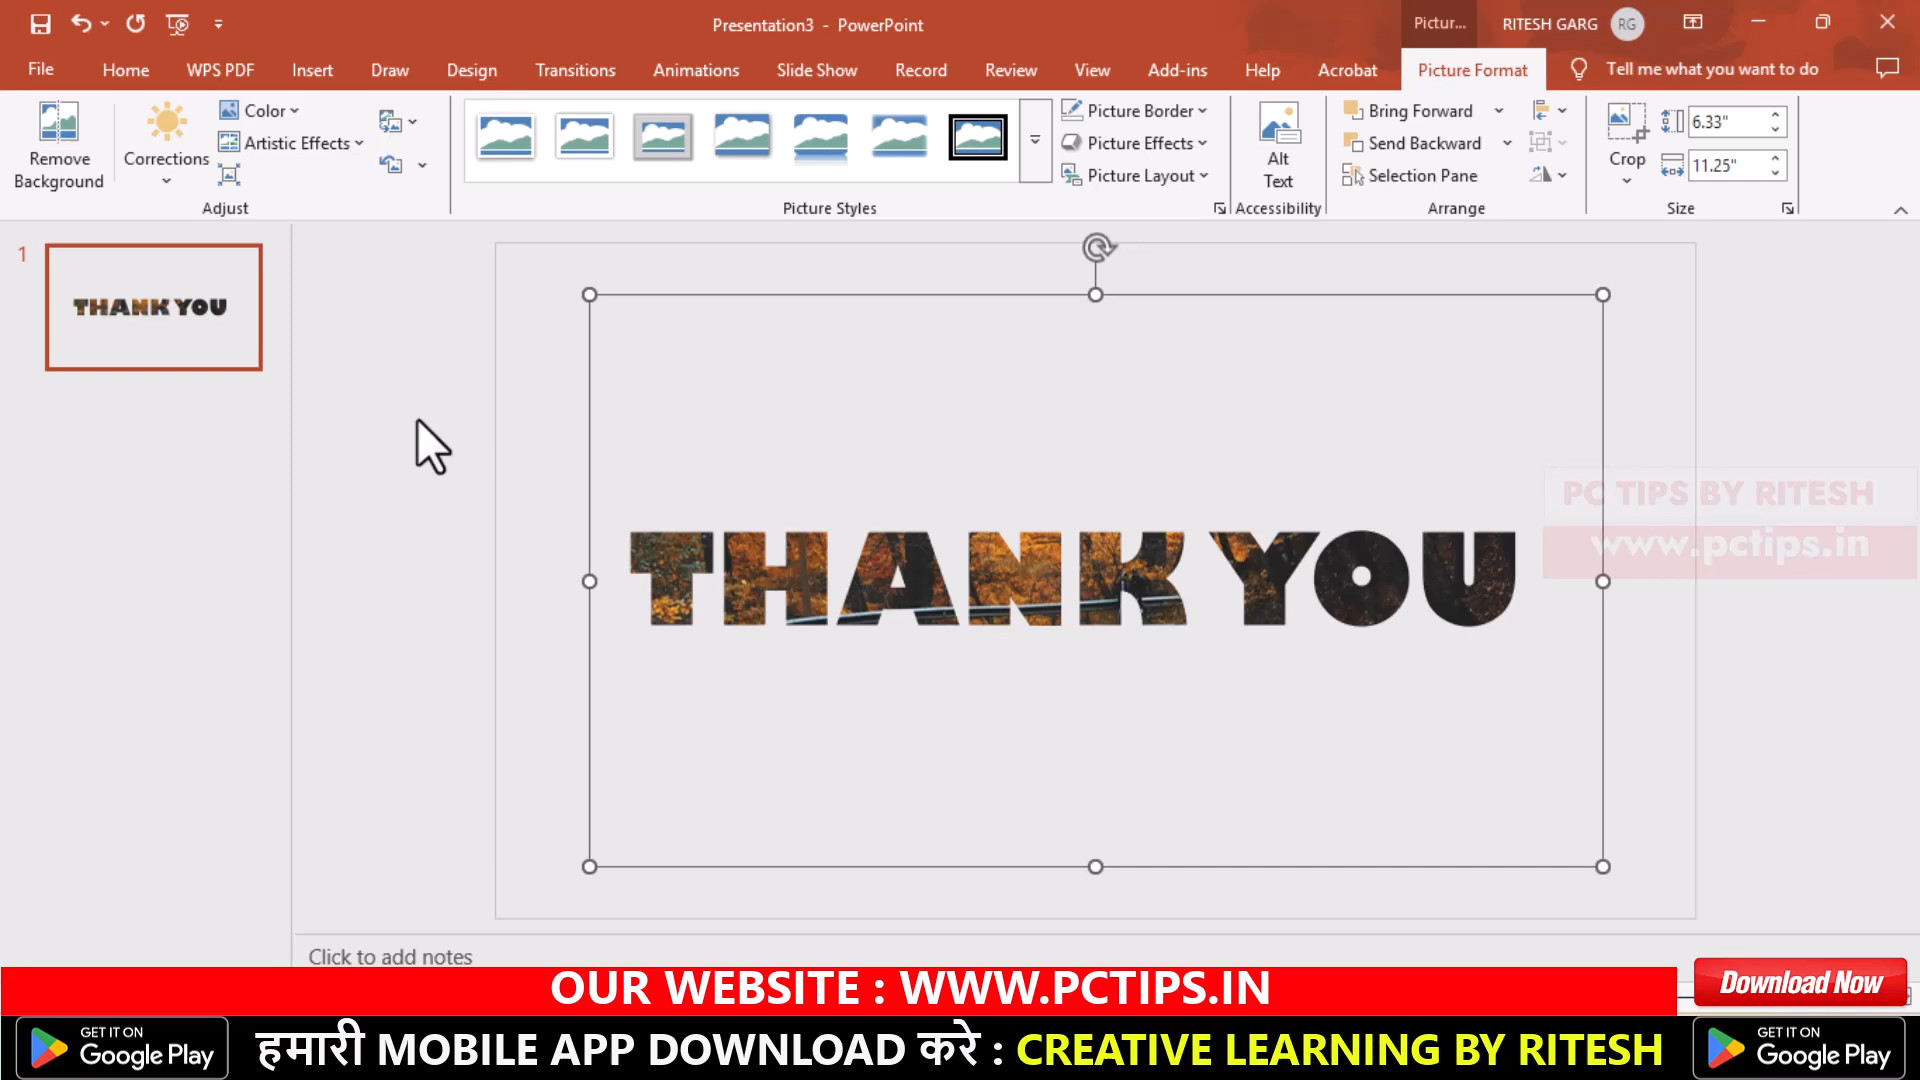 Presentation3 - PowerPoint
Pictur...
RITESH GARG
RG
File
Home
WPS PDF
Insert
Draw
Design
Transitions
Animations
Slide Show
Record
Review
View
Add-ins
Help
Acrobat
Picture Format
Tell me what you want to do
Remove
Background
Corrections
Color
Artistic Effects
Adjust
Picture Styles
Picture Border
Picture Effects
Picture Layout
Alt
Text
Accessibility
Bring Forward
Send Backward
Selection Pane
Arrange
Crop
6.33"
11.25"
Size
1
THANK YOU
THANK YOU
PC TIPS BY RITESH
www.pctips.in
Click to add notes
OUR WEBSITE : WWW.PCTIPS.IN
Download Now
GET IT ON
Google Play
हमारी MOBILE APP DOWNLOAD करे : CREATIVE LEARNING BY RITESH
GET IT ON
Google Play